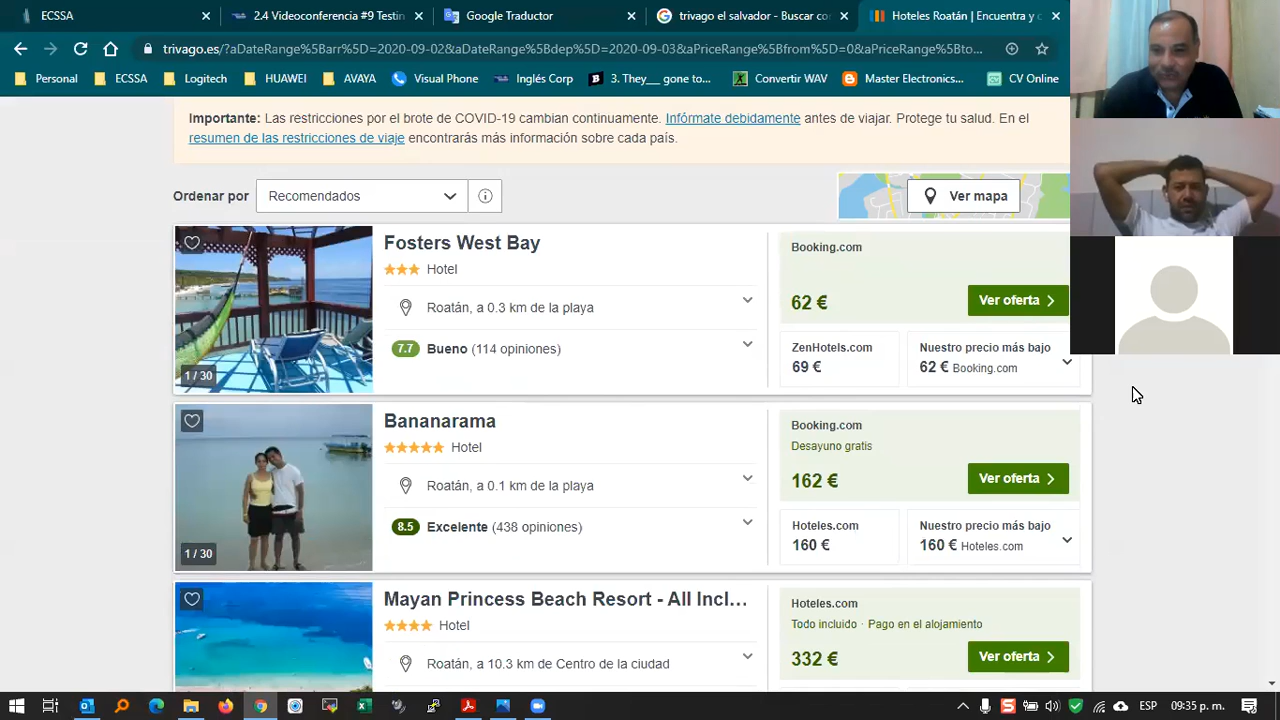 ECSSA
2.4 Videoconferencia #9 Testin
Google Traductor
trivago el salvador - Buscar co
Hoteles Roatán | Encuentra y c
trivago.es/?aDateRange%5Barr%5D=2020-09-02&aDateRange%5Bdep%5D=2020-09-03&aPriceRange%5Bfrom%5D=0&aPriceRange%5Bto...
Personal
ECSSA
Logitech
HUAWEI
AVAYA
Visual Phone
Inglés Corp
3. They___ gone to...
Convertir WAV
Master Electronics...
CV Online
Importante: Las restricciones por el brote de COVID-19 cambian continuamente. Infórmate debidamente antes de viajar. Protege tu salud. En el
resumen de las restricciones de viaje encontrarás más información sobre cada país.
Ordenar por
Recomendados
Ver mapa
1 / 30
Fosters West Bay
Hotel
Roatán, a 0.3 km de la playa
7.7 Bueno (114 opiniones)
Booking.com
62 €
Ver oferta
ZenHotels.com
69 €
Nuestro precio más bajo
62 € Booking.com
1 / 30
Bananarama
Hotel
Roatán, a 0.1 km de la playa
8.5 Excelente (438 opiniones)
Booking.com
Desayuno gratis
162 €
Ver oferta
Hoteles.com
160 €
Nuestro precio más bajo
160 € Hoteles.com
Mayan Princess Beach Resort - All Incl...
Hotel
Roatán, a 10.3 km de Centro de la ciudad
Hoteles.com
Todo incluido · Pago en el alojamiento
332 €
Ver oferta
ESP
09:35 p. m.